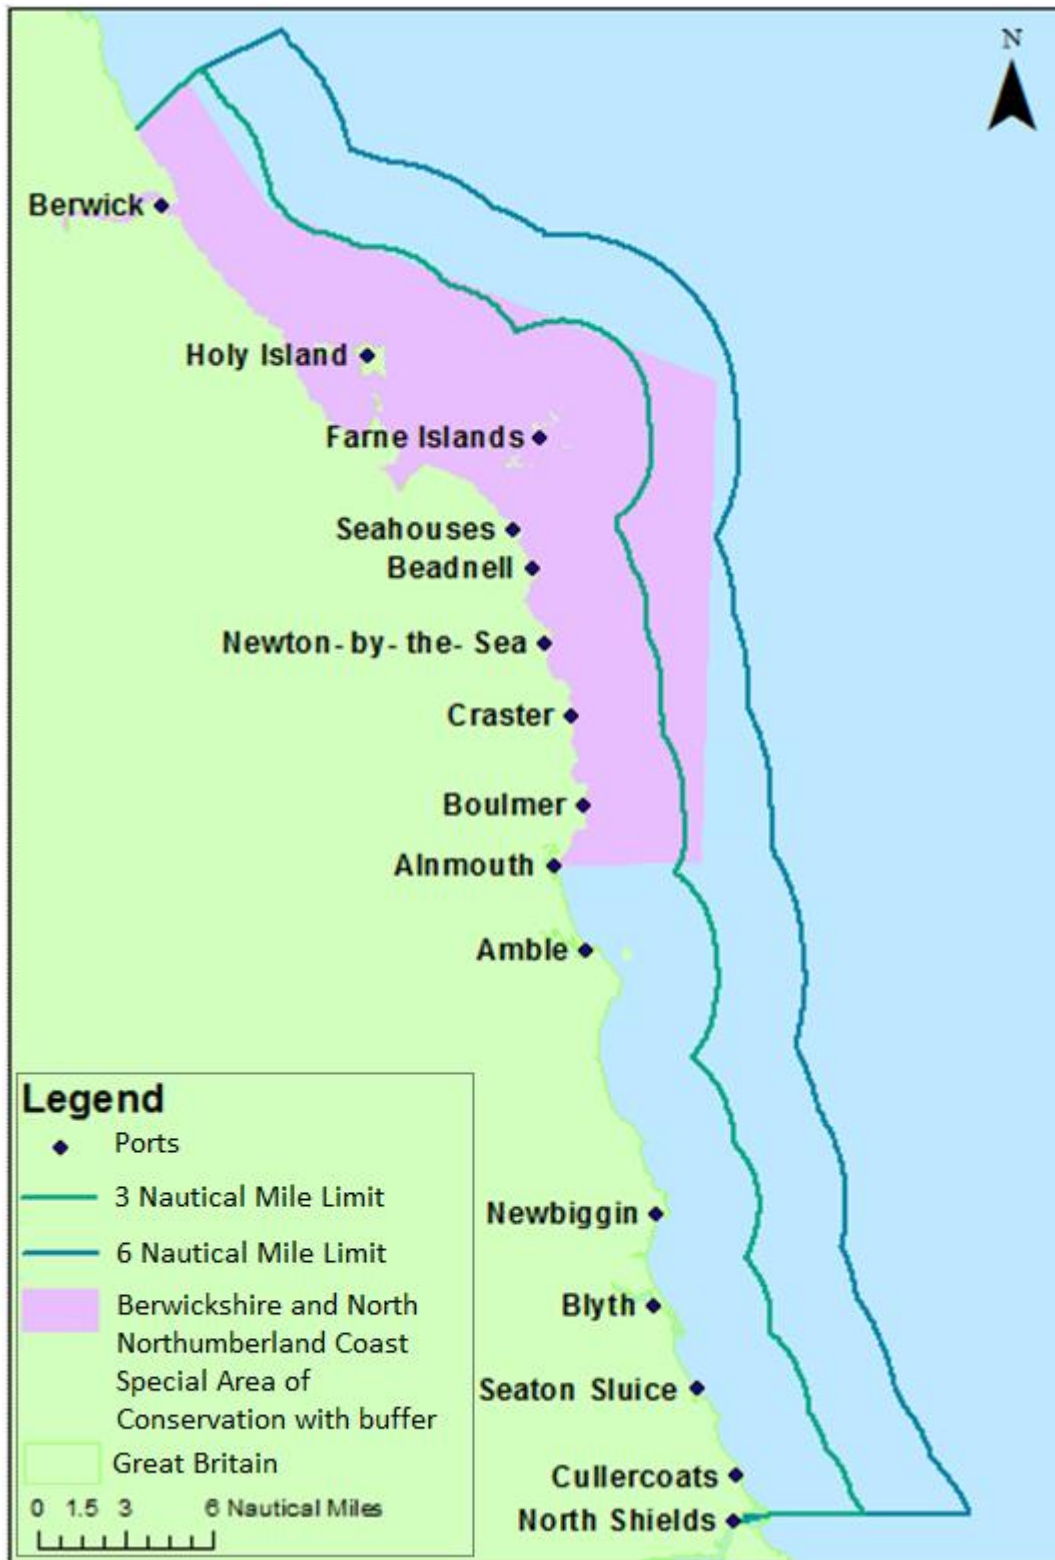 N
Berwick
Holy Island
Farne Islands
Seahouses
Beadnell
Newton- by- the- Sea
Craster
Boulmer
Alnmouth
Amble
Newbiggin
Blyth
Seaton Sluice
Cullercoats
North Shields
Legend
Ports
3 Nautical Mile Limit
6 Nautical Mile Limit
Berwickshire and North
Northumberland Coast
Special Area of
Conservation with buffer
Great Britain
0 1.5 3 6 Nautical Miles